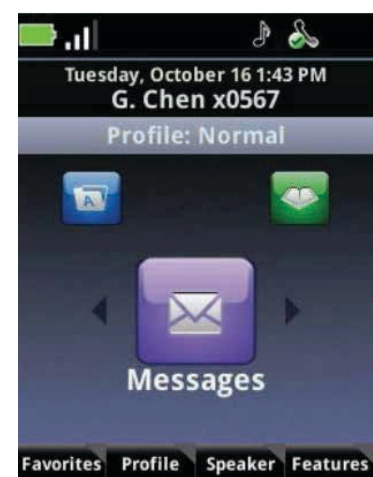 Tuesday, October 16 1:43 PM
G. Chen x0567
Profile: Normal
A
Messages
Favorites Profile Speaker Features